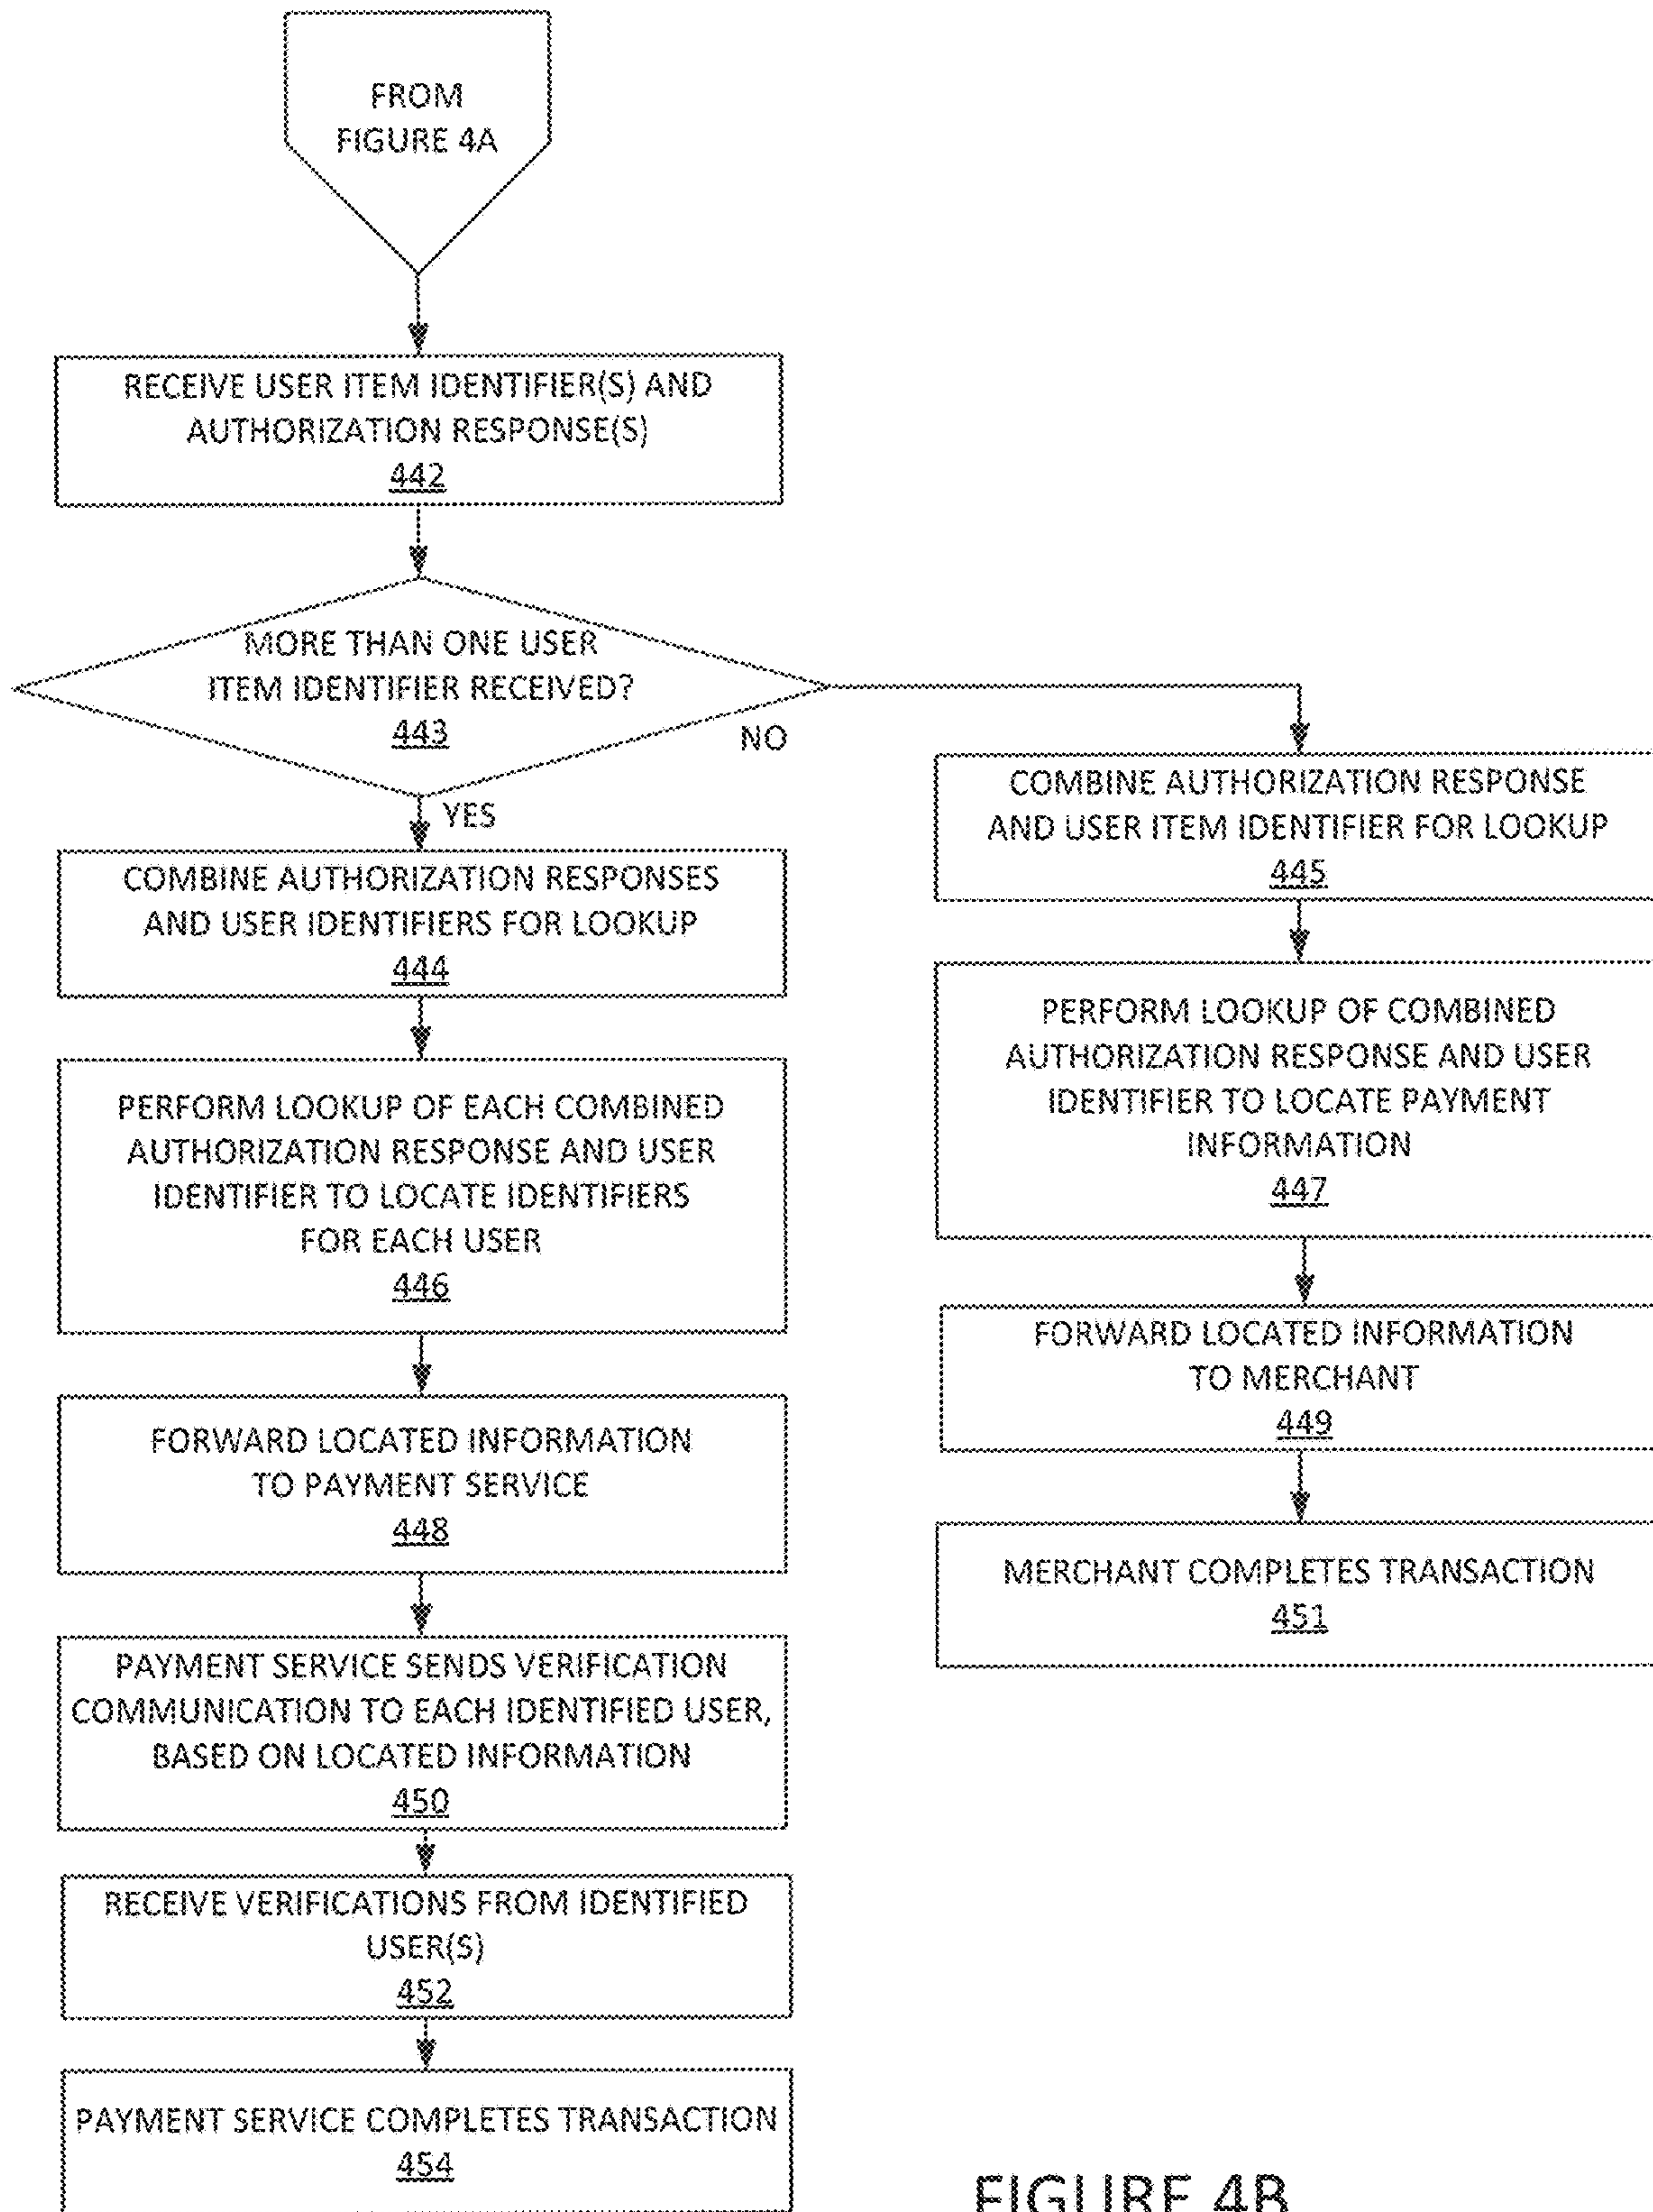 FROM
FIGURE 4A
RECEIVE USER ITEM IDENTIFIER(S) AND
AUTHORIZATION RESPONSE(S)
442
MORE THAN ONE USER
ITEM IDENTIFIER RECEIVED?
443
NO
YES
COMBINE AUTHORIZATION RESPONSES
AND USER IDENTIFIERS FOR LOOKUP
444
PERFORM LOOKUP OF EACH COMBINED
AUTHORIZATION RESPONSE AND USER
IDENTIFIER TO LOCATE IDENTIFIERS
FOR EACH USER
446
FORWARD LOCATED INFORMATION
TO PAYMENT SERVICE
448
PAYMENT SERVICE SENDS VERIFICATION
COMMUNICATION TO EACH IDENTIFIED USER,
BASED ON LOCATED INFORMATION
450
RECEIVE VERIFICATIONS FROM IDENTIFIED
USER(S)
452
PAYMENT SERVICE COMPLETES TRANSACTION
454
COMBINE AUTHORIZATION RESPONSE
AND USER ITEM IDENTIFIER FOR LOOKUP
445
PERFORM LOOKUP OF COMBINED
AUTHORIZATION RESPONSE AND USER
IDENTIFIER TO LOCATE PAYMENT
INFORMATION
447
FORWARD LOCATED INFORMATION
TO MERCHANT
449
MERCHANT COMPLETES TRANSACTION
451
FIGURE 4B